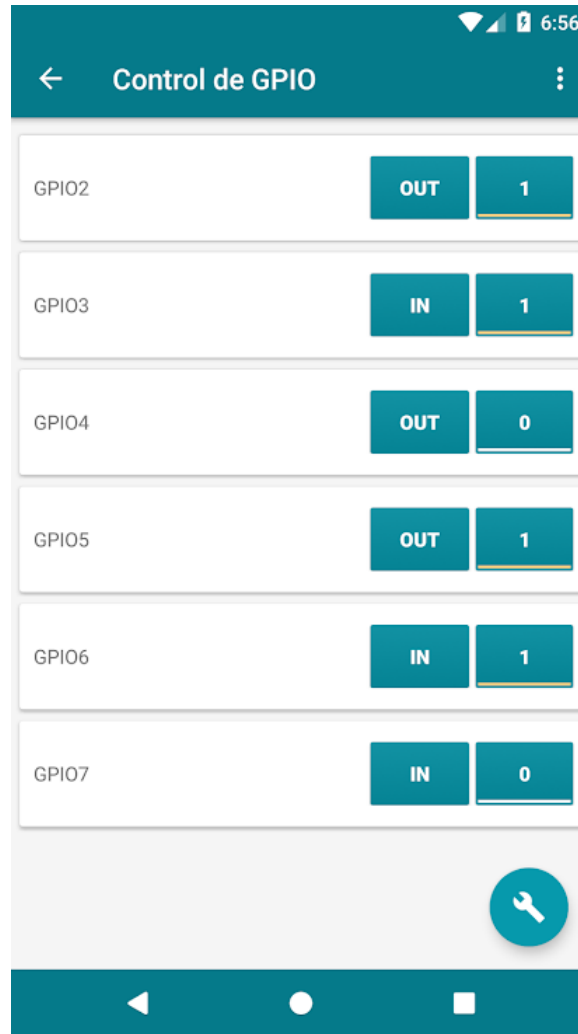 6:56
Control de GPIO
GPIO2 OUT 1
GPIO3 IN 1
GPIO4 OUT 0
GPIO5 OUT 1
GPIO6 IN 1
GPIO7 IN 0